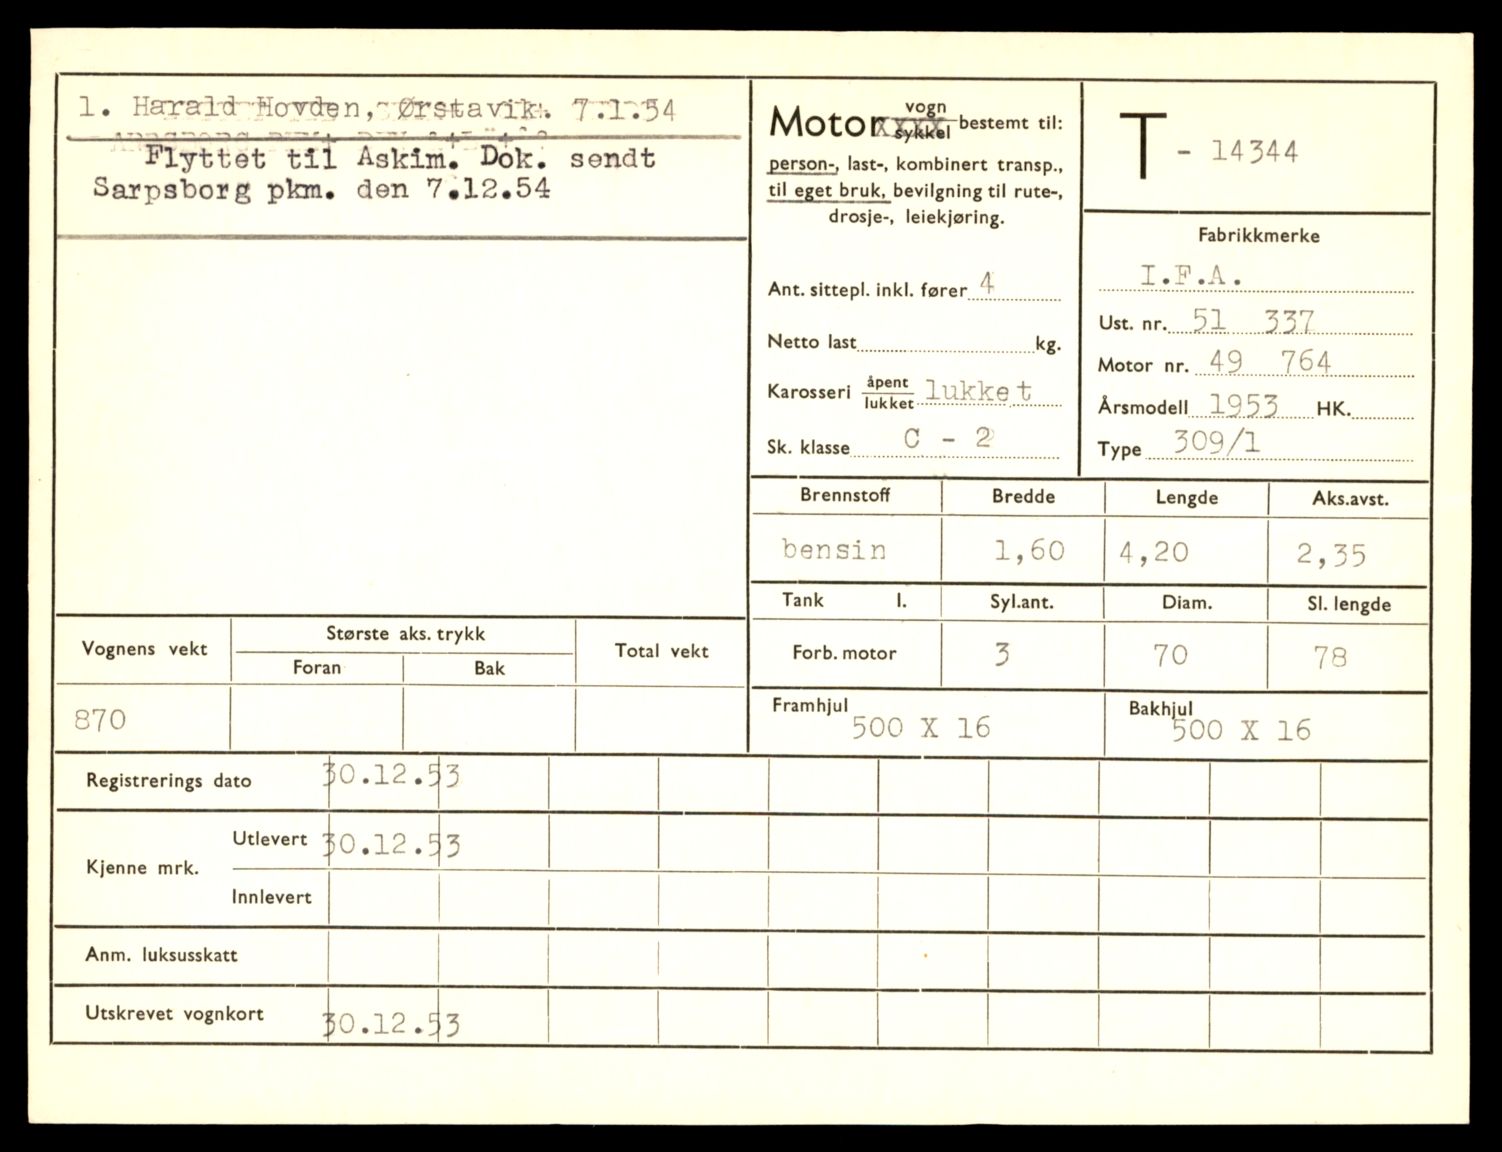 1. Harald Hovden, Ørstavik. 7.1.54
Flyttet til Askim. Dok. sendt
Sarpsborg pkm. den 7.12.54
Motor vogn/sykkel bestemt til:
person-, last-, kombinert transp.,
til eget bruk, bevilgning til rute-,
drosje-, leiekjøring.
Ant. sittepl. inkl. fører 4
Netto last kg.
Karosseri åpent/lukket lukket
Sk. klasse C - 2
T - 14344
Fabrikkmerke
I.F.A.
Ust. nr. 51 337
Motor nr. 49 764
Årsmodell 1953 HK.
Type 309/1
Brennstoff Bredde Lengde Aks.avst.
bensin 1,60 4,20 2,35
Tank l. Syl.ant. Diam. Sl. lengde
Forb. motor 3 70 78
Framhjul 500 X 16 Bakhjul 500 X 16
Vognens vekt Største aks. trykk Total vekt
Foran Bak
870
Registrerings dato 30.12.53
Kjenne mrk. Utlevert 30.12.53
Innlevert
Anm. luksusskatt
Utskrevet vognkort 30.12.53